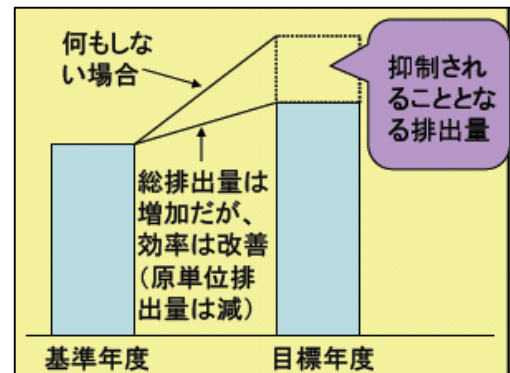 何もしな
い場合
抑制され
ることとな
る排出量
総排出量は
増加だが、
効率は改善
(原単位排
出量は減)
基準年度
目標年度